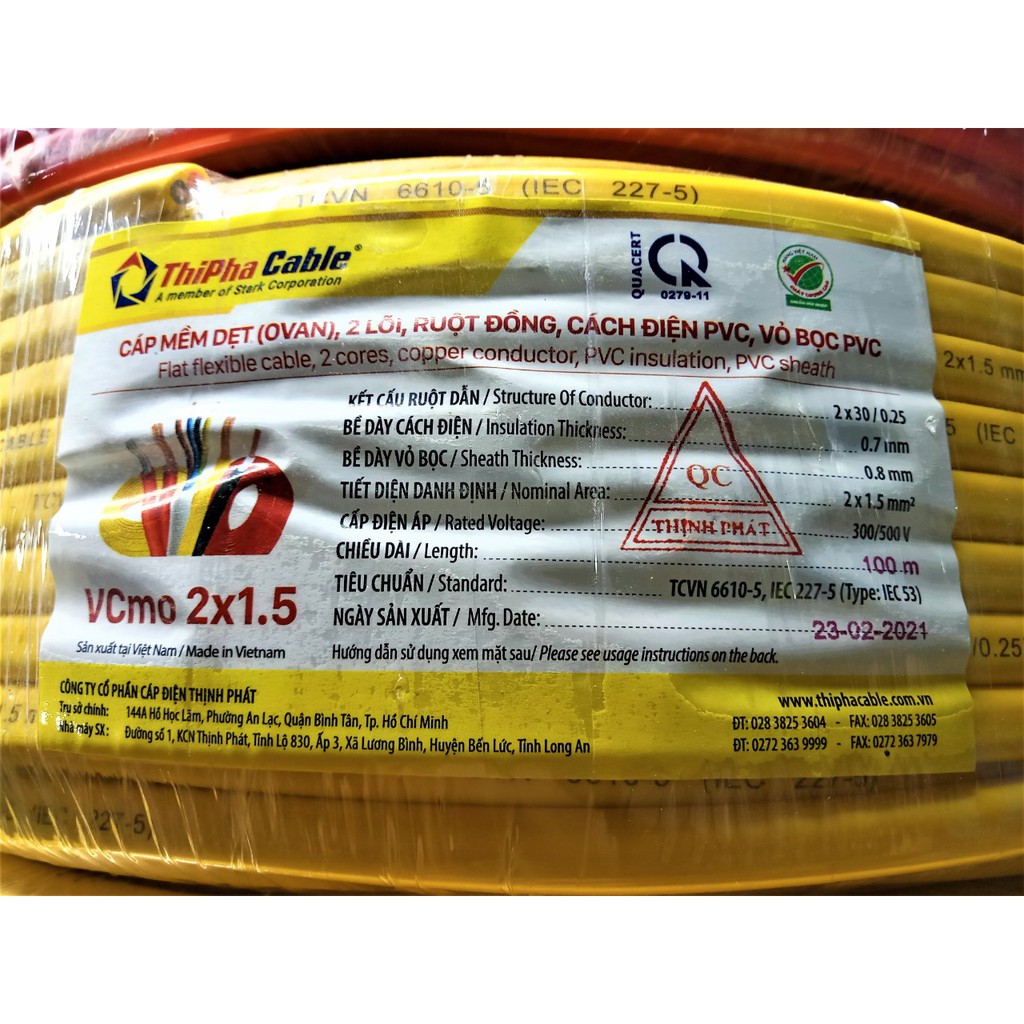 TCVN 6610-5 (IEC 227-5)
ThiPha Cable®
A member of Stark Corporation
QUACERT
0279-11
CÁP MỀM DẸT (OVAN), 2 LÕI, RUỘT ĐỒNG, CÁCH ĐIỆN PVC, VỎ BỌC PVC
Flat flexible cable, 2 cores, copper conductor, PVC insulation, PVC sheath
2x1.5 mm
KẾT CẤU RUỘT DẪN / Structure Of Conductor: 2 x 30 / 0.25
BỀ DÀY CÁCH ĐIỆN / Insulation Thickness: 0.7 mm
BỀ DÀY VỎ BỌC / Sheath Thickness: 0.8 mm
TIẾT DIỆN DANH ĐỊNH / Nominal Area: 2 x 1.5 mm²
CẤP ĐIỆN ÁP / Rated Voltage: 300/500 V
CHIỀU DÀI / Length: 100 m
TIÊU CHUẨN / Standard: TCVN 6610-5, IEC 227-5 (Type: IEC 53)
NGÀY SẢN XUẤT / Mfg. Date: 23-02-2021
Hướng dẫn sử dụng xem mặt sau/ Please see usage instructions on the back.
QC
THỊNH PHÁT
VCmo 2x1.5
Sản xuất tại Việt Nam / Made in Vietnam
5 (IEC
/0.25
CÔNG TY CỔ PHẦN CÁP ĐIỆN THỊNH PHÁT
Trụ sở chính: 144A Hồ Học Lãm, Phường An Lạc, Quận Bình Tân, Tp. Hồ Chí Minh
Nhà máy SX : Đường số 1, KCN Thịnh Phát, Tỉnh Lộ 830, Ấp 3, Xã Lương Bình, Huyện Bến Lức, Tỉnh Long An
www.thiphacable.com.vn
ĐT: 028 3825 3604 - FAX: 028 3825 3605
ĐT: 0272 363 9999 - FAX: 0272 363 7979
(IEC 227-5)
(IEC 227-5)